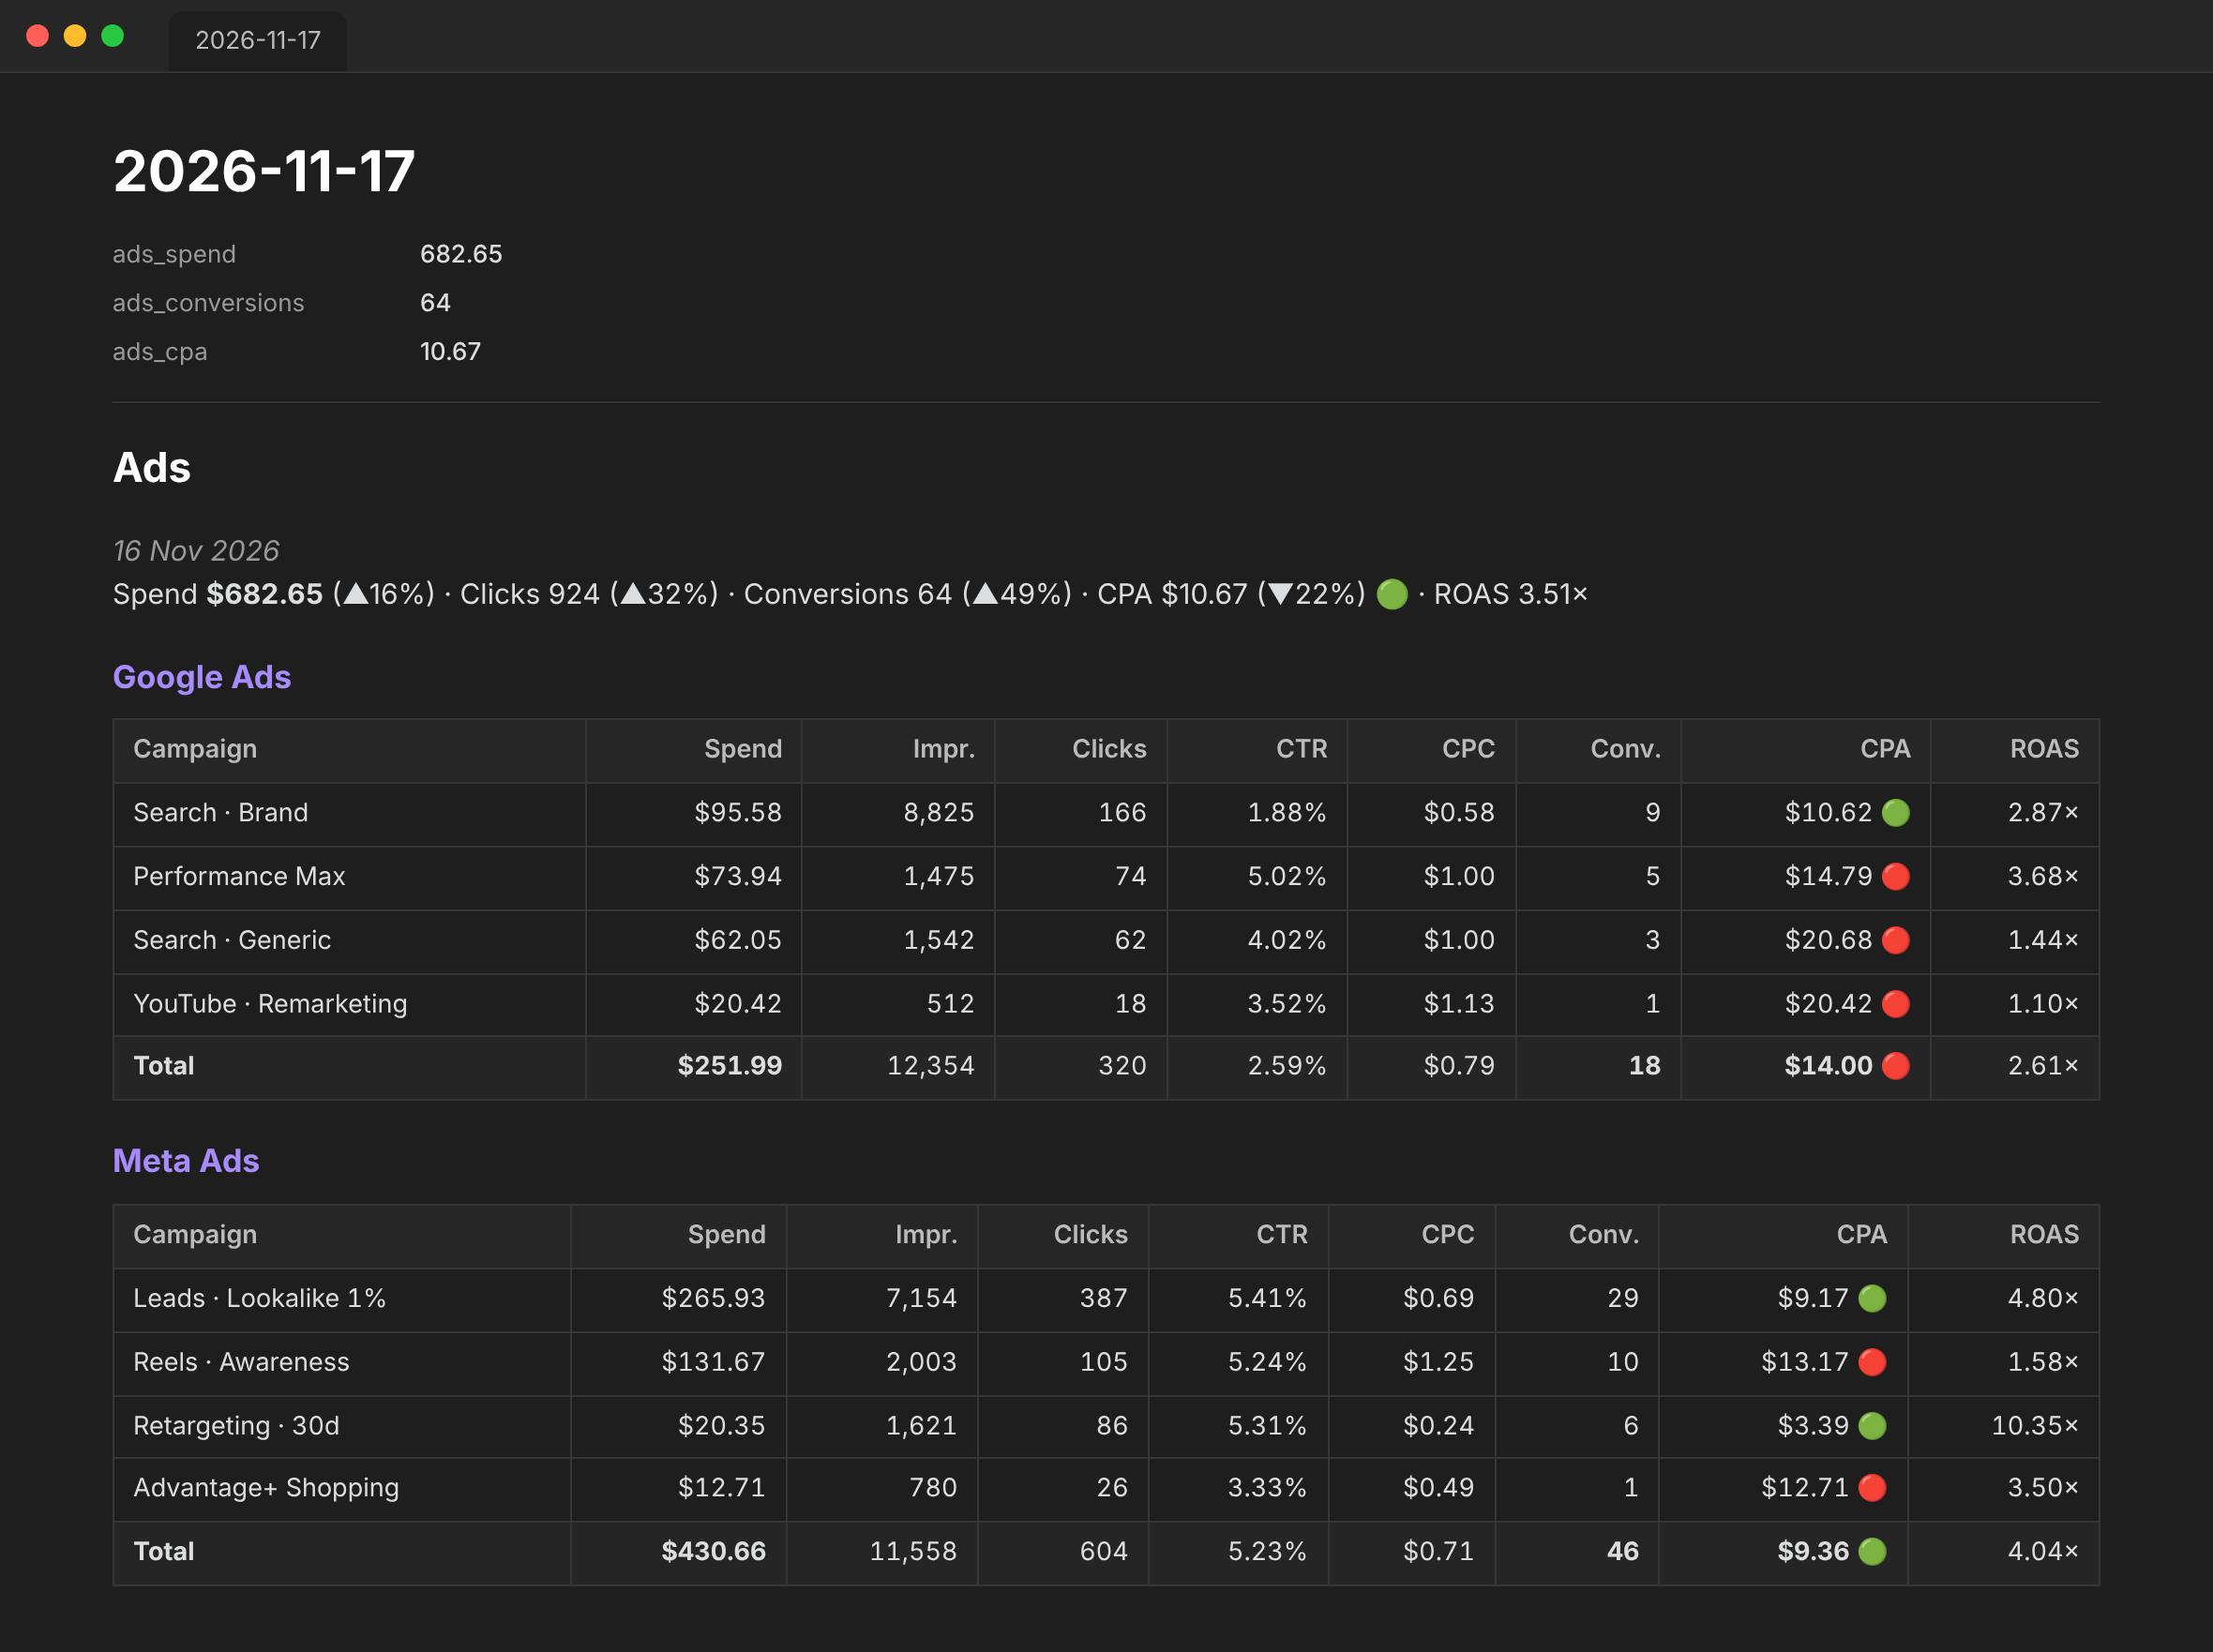 2026-11-17
2026-11-17
ads_spend 682.65
ads_conversions 64
ads_cpa 10.67
Ads
16 Nov 2026
Spend $682.65 (▲16%) · Clicks 924 (▲32%) · Conversions 64 (▲49%) · CPA $10.67 (▼22%) 🟢 · ROAS 3.51×
Google Ads
Campaign Spend Impr. Clicks CTR CPC Conv. CPA ROAS
Search · Brand $95.58 8,825 166 1.88% $0.58 9 $10.62 🟢 2.87×
Performance Max $73.94 1,475 74 5.02% $1.00 5 $14.79 🔴 3.68×
Search · Generic $62.05 1,542 62 4.02% $1.00 3 $20.68 🔴 1.44×
YouTube · Remarketing $20.42 512 18 3.52% $1.13 1 $20.42 🔴 1.10×
Total $251.99 12,354 320 2.59% $0.79 18 $14.00 🔴 2.61×
Meta Ads
Campaign Spend Impr. Clicks CTR CPC Conv. CPA ROAS
Leads · Lookalike 1% $265.93 7,154 387 5.41% $0.69 29 $9.17 🟢 4.80×
Reels · Awareness $131.67 2,003 105 5.24% $1.25 10 $13.17 🔴 1.58×
Retargeting · 30d $20.35 1,621 86 5.31% $0.24 6 $3.39 🟢 10.35×
Advantage+ Shopping $12.71 780 26 3.33% $0.49 1 $12.71 🔴 3.50×
Total $430.66 11,558 604 5.23% $0.71 46 $9.36 🟢 4.04×